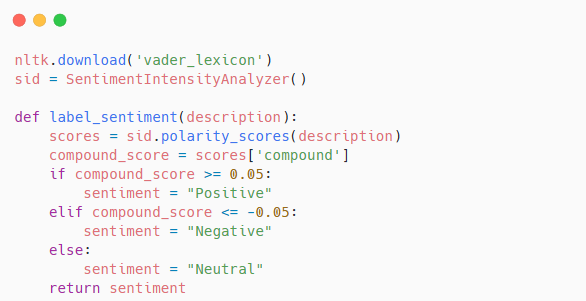 nltk.download('vader_lexicon')
sid = SentimentIntensityAnalyzer()

def label_sentiment(description):
    scores = sid.polarity_scores(description)
    compound_score = scores['compound']
    if compound_score >= 0.05:
        sentiment = "Positive"
    elif compound_score <= -0.05:
        sentiment = "Negative"
    else:
        sentiment = "Neutral"
    return sentiment